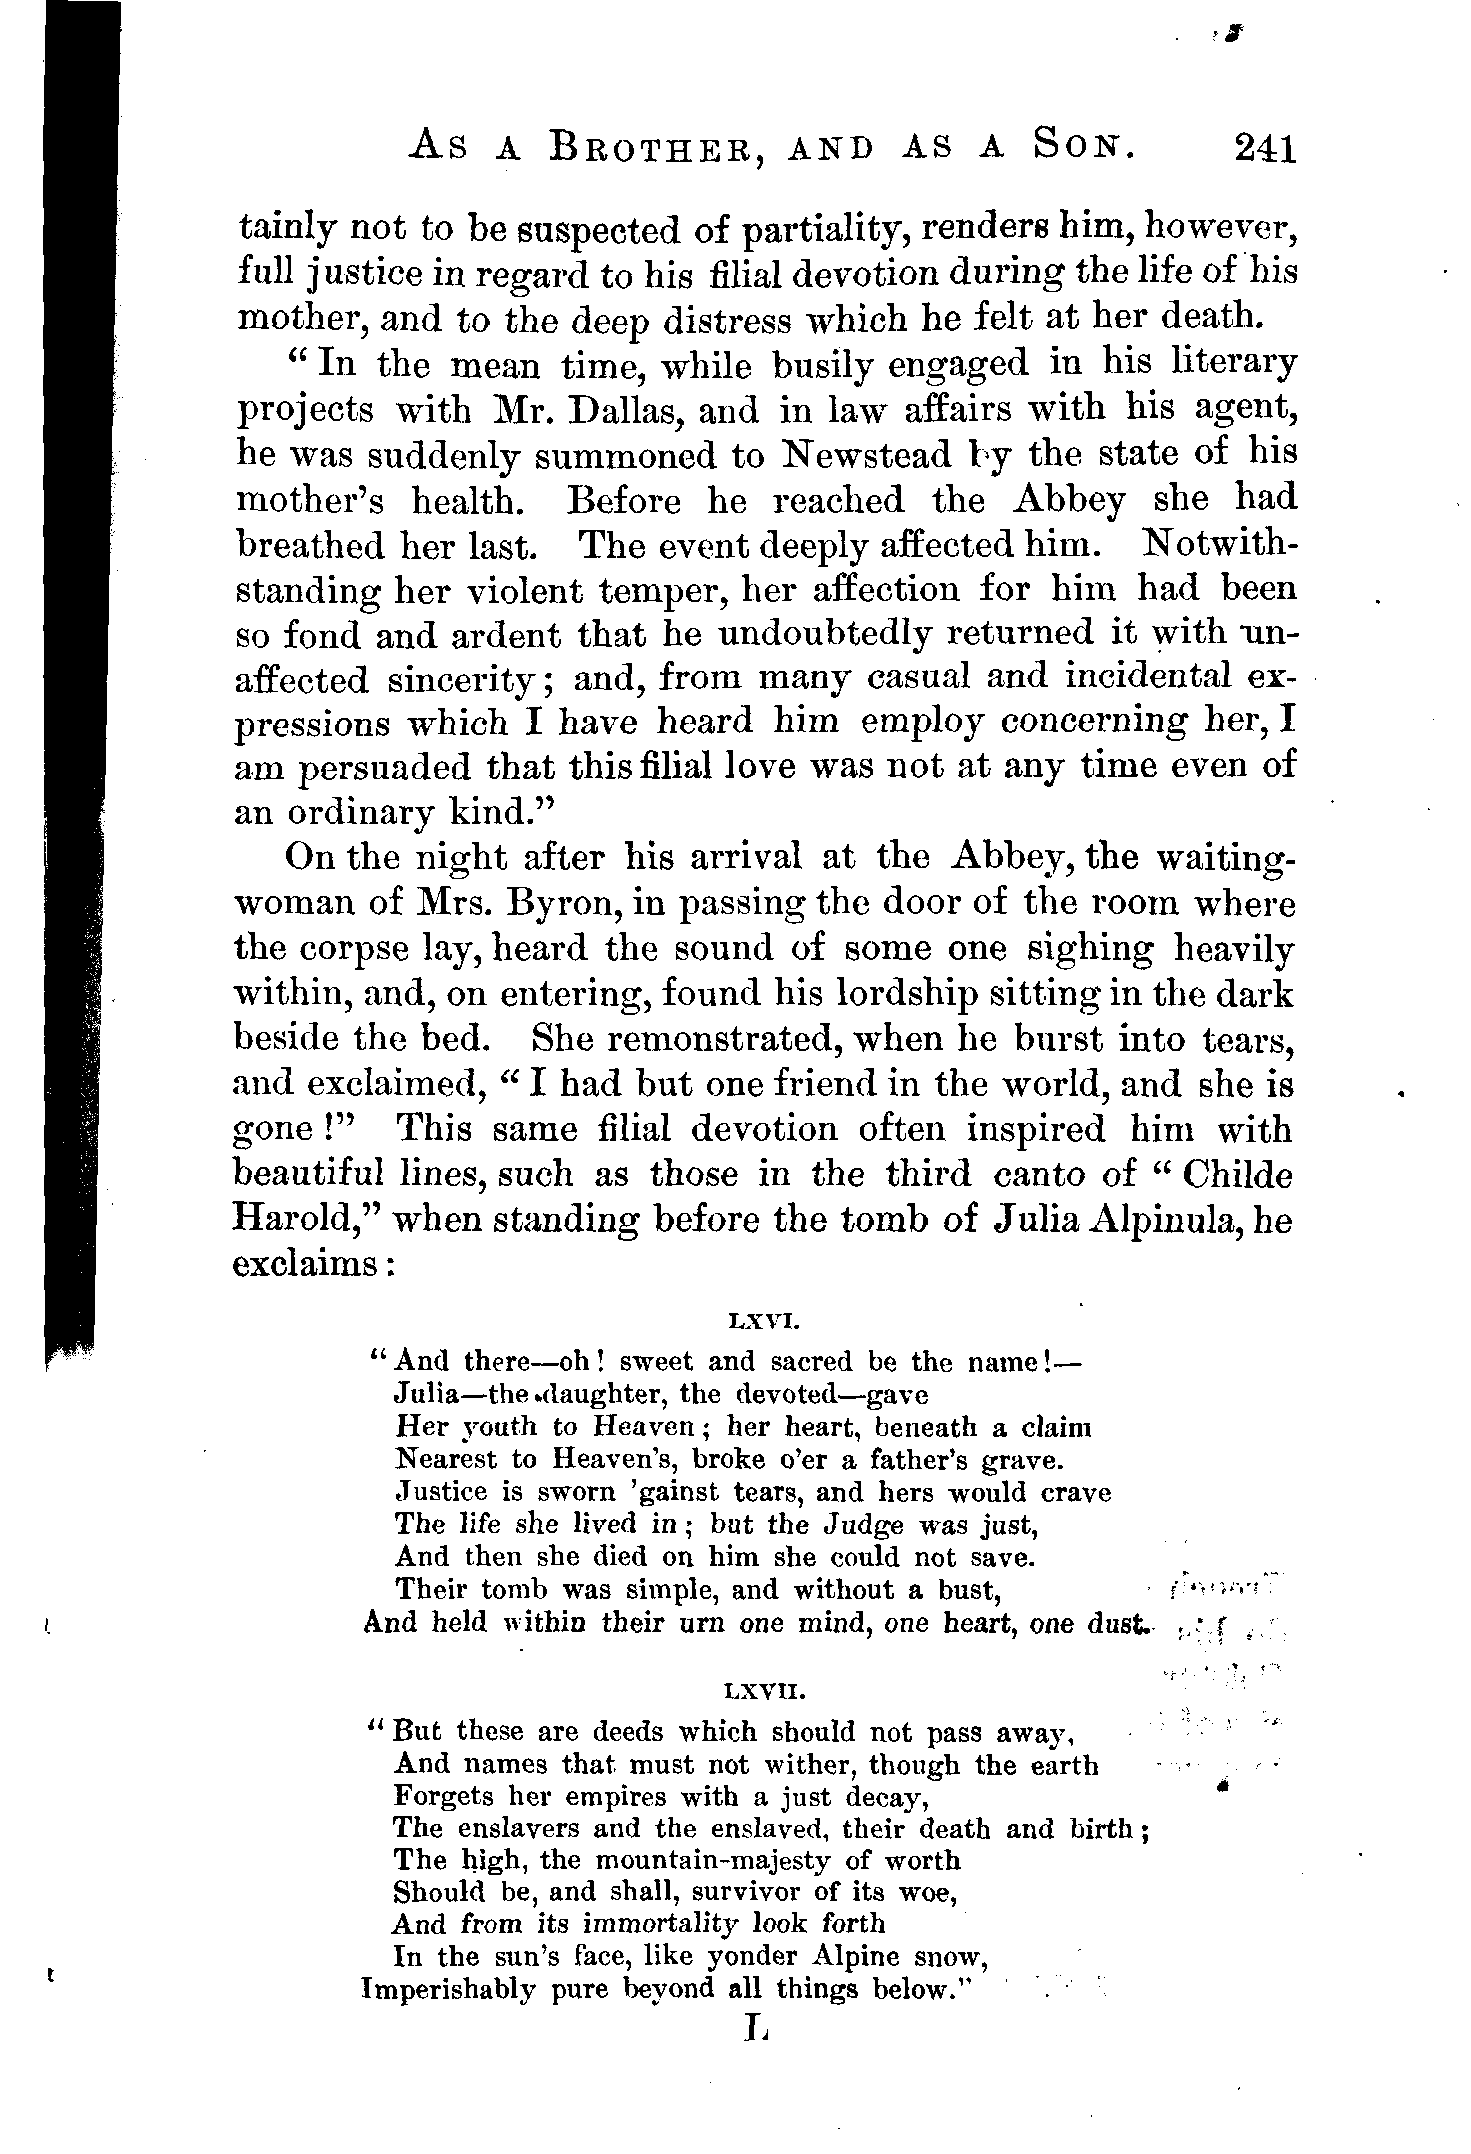 As a Brother, and as a Son. 241
tainly not to be suspected of partiality, renders him, however,
full justice in regard to his filial devotion during the life of his
mother, and to the deep distress which he felt at her death.
“In the mean time, while busily engaged in his literary
projects with Mr. Dallas, and in law affairs with his agent,
he was suddenly summoned to Newstead by the state of his
mother’s health. Before he reached the Abbey she had
breathed her last. The event deeply affected him. Notwith-
standing her violent temper, her affection for him had been
so fond and ardent that he undoubtedly returned it with un-
affected sincerity; and, from many casual and incidental ex-
pressions which I have heard him employ concerning her, I
am persuaded that this filial love was not at any time even of
an ordinary kind.”
On the night after his arrival at the Abbey, the waiting-
woman of Mrs. Byron, in passing the door of the room where
the corpse lay, heard the sound of some one sighing heavily
within, and, on entering, found his lordship sitting in the dark
beside the bed. She remonstrated, when he burst into tears,
and exclaimed, “I had but one friend in the world, and she is
gone!” This same filial devotion often inspired him with
beautiful lines, such as those in the third canto of “Childe
Harold,” when standing before the tomb of Julia Alpinula, he
exclaims:
LXVI.
“And there—oh! sweet and sacred be the name!—
Julia—the daughter, the devoted—gave
Her youth to Heaven; her heart, beneath a claim
Nearest to Heaven’s, broke o’er a father’s grave.
Justice is sworn ’gainst tears, and hers would crave
The life she lived in; but the Judge was just,
And then she died on him she could not save.
Their tomb was simple, and without a bust,
And held within their urn one mind, one heart, one dust.
LXVII.
“But these are deeds which should not pass away,
And names that must not wither, though the earth
Forgets her empires with a just decay,
The enslavers and the enslaved, their death and birth;
The high, the mountain-majesty of worth
Should be, and shall, survivor of its woe,
And from its immortality look forth
In the sun’s face, like yonder Alpine snow,
Imperishably pure beyond all things below.”
L